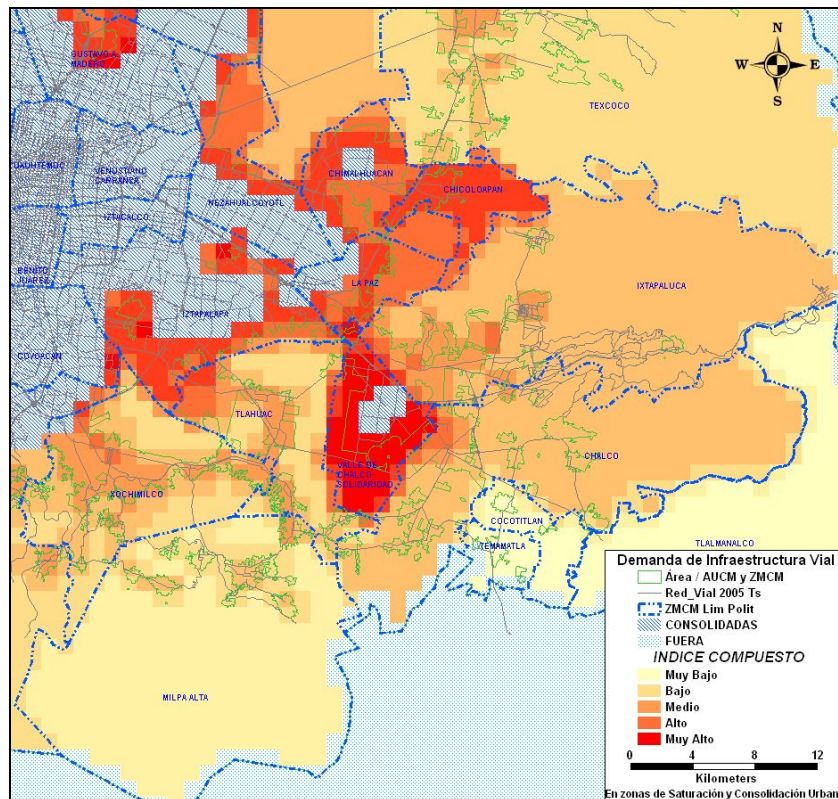 N
W E
S
GUSTAVO A
MADERO
TEXCOCO
UAUHTEMOC
VENUSTIANO
CARRANZA
CHIMALHUACAN
CHICOLOAPAN
NEZAHUALCOYOTL
IZTACALCO
BENITO
JUAREZ
LA PAZ
IXTAPALUCA
IZTAPALAPA
COYOACAN
TLAHUAC
CHALCO
VALLE DE
CHALCO
SOLIDARIDAD
XOCHIMILCO
COCOTITLAN
TEMAMATLA
TLALMANALCO
MILPA ALTA
Demanda de Infraestructura Vial
Área / AUCM y ZMCM
Red_Vial 2005 Ts
ZMCM Lim Polit
CONSOLIDADAS
FUERA
INDICE COMPUESTO
Muy Bajo
Bajo
Medio
Alto
Muy Alto
0 4 8 12
Kilometers
En zonas de Saturación y Consolidación Urban